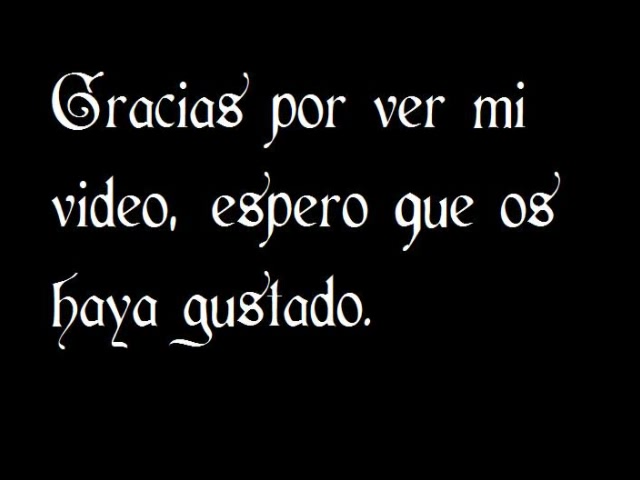 Gracias por ver mi
video, espero que os
haya gustado.